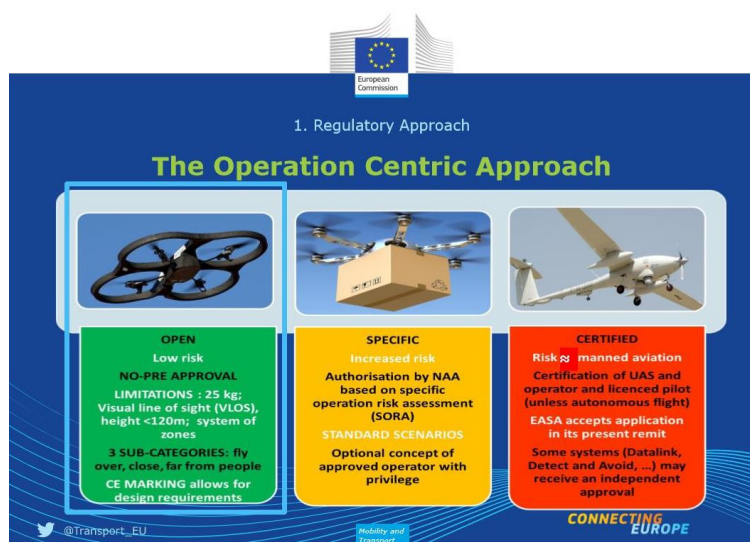 European
Commission
1. Regulatory Approach
The Operation Centric Approach
OPEN
Low risk
NO-PRE APPROVAL
LIMITATIONS : 25 kg;
Visual line of sight (VLOS),
height <120m; system of
zones
3 SUB-CATEGORIES: fly
over, close, far from people
CE MARKING allows for
design requirements
SPECIFIC
Increased risk
Authorisation by NAA
based on specific
operation risk assessment
(SORA)
STANDARD SCENARIOS
Optional concept of
approved operator with
privilege
CERTIFIED
Risk ≈ manned aviation
Certification of UAS and
operator and licenced pilot
(unless autonomous flight)
EASA accepts application
in its present remit
Some systems (Datalink,
Detect and Avoid, ...) may
receive an independent
approval
@Transport_EU
Mobility and
Transport
CONNECTING
EUROPE